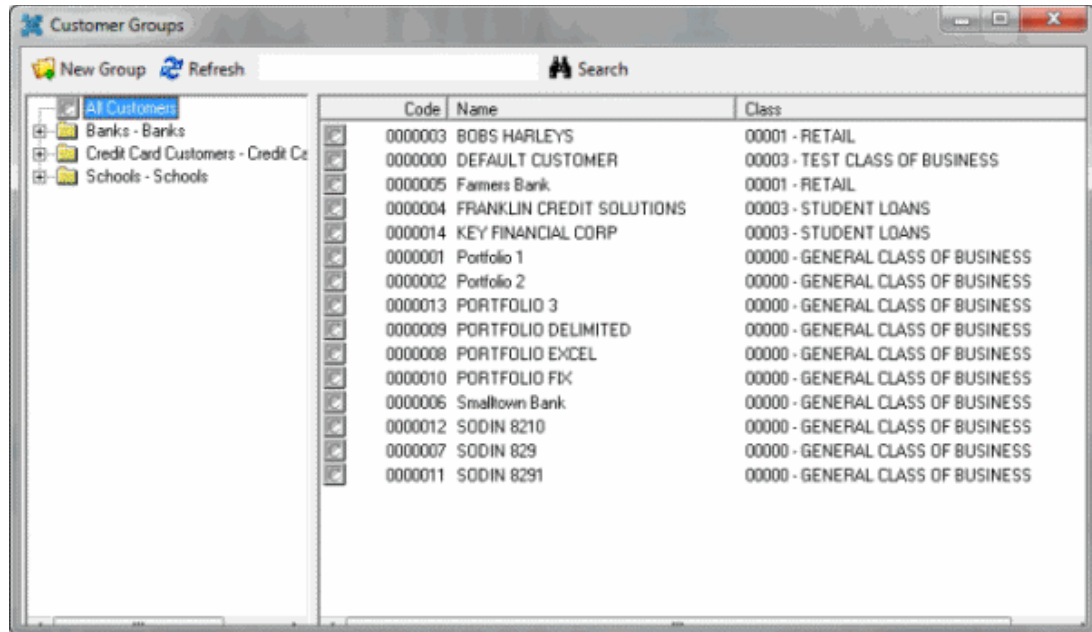 Customer Groups
New Group Refresh Search
All Customers
Banks - Banks
Credit Card Customers - Credit Ca
Schools - Schools
Code Name Class
0000003 BOBS HARLEYS 00001 - RETAIL
0000000 DEFAULT CUSTOMER 00003 - TEST CLASS OF BUSINESS
0000005 Farmers Bank 00001 - RETAIL
0000004 FRANKLIN CREDIT SOLUTIONS 00003 - STUDENT LOANS
0000014 KEY FINANCIAL CORP 00003 - STUDENT LOANS
0000001 Portfolio 1 00000 - GENERAL CLASS OF BUSINESS
0000002 Portfolio 2 00000 - GENERAL CLASS OF BUSINESS
0000013 PORTFOLIO 3 00000 - GENERAL CLASS OF BUSINESS
0000009 PORTFOLIO DELIMITED 00000 - GENERAL CLASS OF BUSINESS
0000008 PORTFOLIO EXCEL 00000 - GENERAL CLASS OF BUSINESS
0000010 PORTFOLIO FIX 00000 - GENERAL CLASS OF BUSINESS
0000006 Smalltown Bank 00000 - GENERAL CLASS OF BUSINESS
0000012 SODIN 8210 00000 - GENERAL CLASS OF BUSINESS
0000007 SODIN 829 00000 - GENERAL CLASS OF BUSINESS
0000011 SODIN 8291 00000 - GENERAL CLASS OF BUSINESS